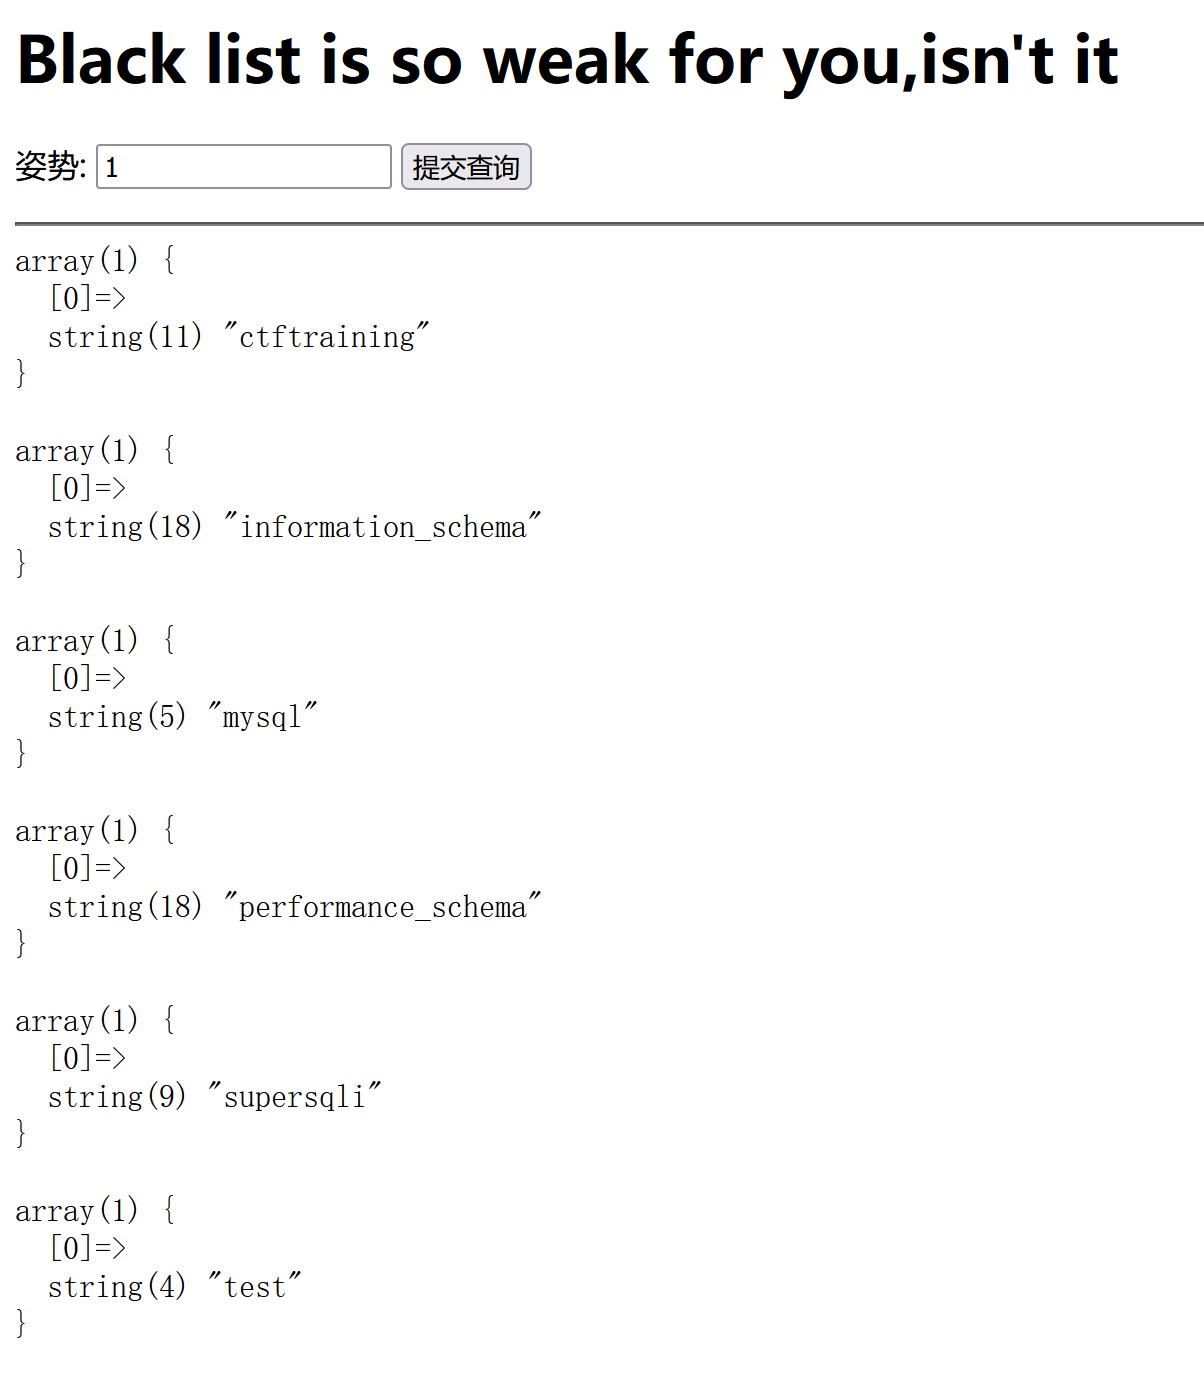 Black list is so weak for you,isn't it
姿势: 1 提交查询
array(1) {
  [0]=>
  string(11) "ctftraining"
}
array(1) {
  [0]=>
  string(18) "information_schema"
}
array(1) {
  [0]=>
  string(5) "mysql"
}
array(1) {
  [0]=>
  string(18) "performance_schema"
}
array(1) {
  [0]=>
  string(9) "supersqli"
}
array(1) {
  [0]=>
  string(4) "test"
}